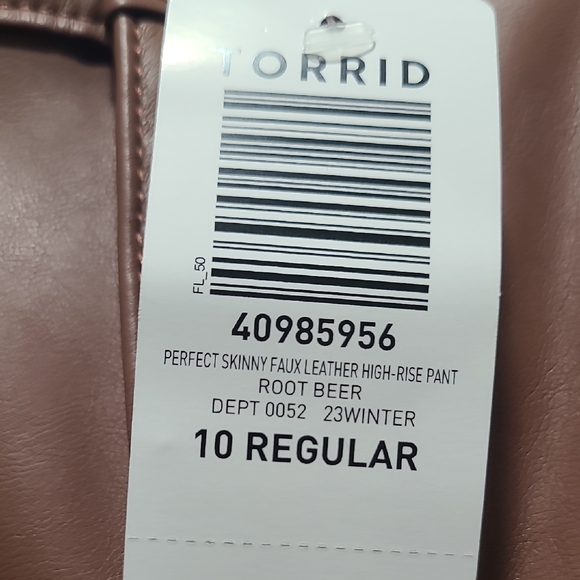 TORRID
FL_50
40985956
PERFECT SKINNY FAUX LEATHER HIGH-RISE PANT
ROOT BEER
DEPT 0052 23WINTER
10 REGULAR